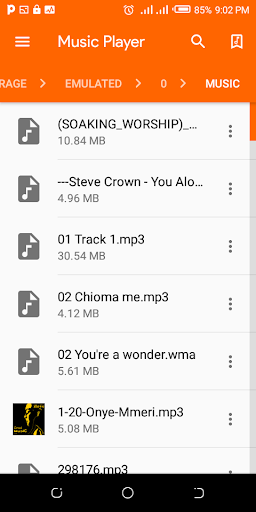 85% 9:02 PM
Music Player
RAGE EMULATED 0 MUSIC
(SOAKING_WORSHIP)_...
10.84 MB
---Steve Crown - You Alo...
4.96 MB
01 Track 1.mp3
30.54 MB
02 Chioma me.mp3
4.12 MB
02 You're a wonder.wma
5.61 MB
1-20-Onye-Mmeri.mp3
5.08 MB
298176.mp3